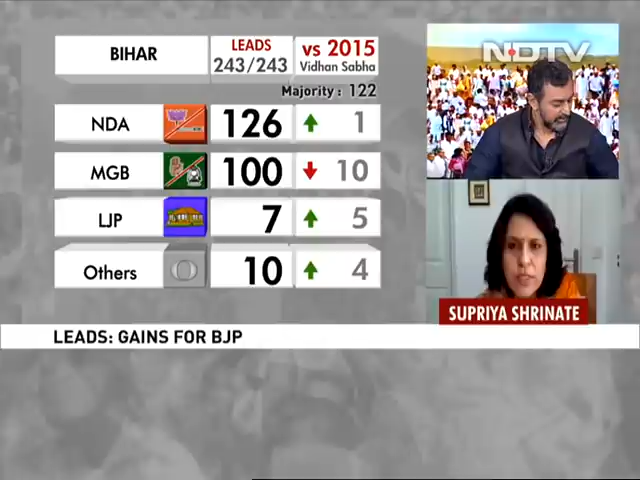 BIHAR
LEADS
243/243
vs 2015
Vidhan Sabha
Majority : 122
NDA 126 1
MGB 100 10
LJP 7 5
Others 10 4
NDTV
SUPRIYA SHRINATE
LEADS: GAINS FOR BJP